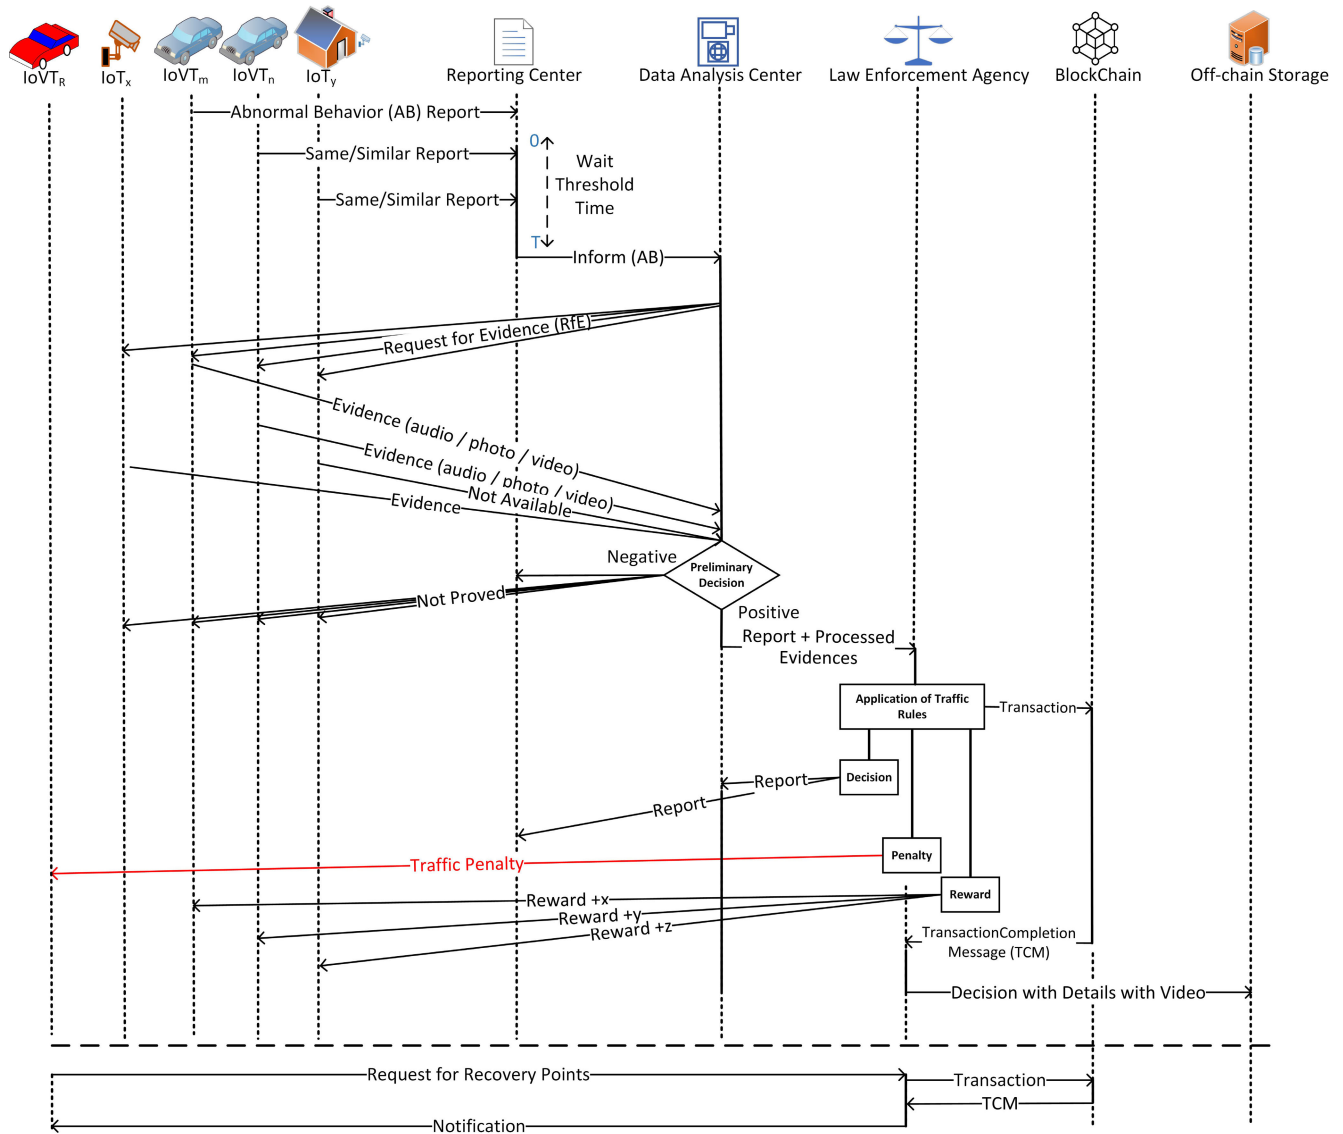 IoVT_R
IoT_x
IoVT_m
IoVT_n
IoT_y
Reporting Center
Data Analysis Center
Law Enforcement Agency
BlockChain
Off-chain Storage
Abnormal Behavior (AB) Report
0
Same/Similar Report
Wait
Threshold
Time
Same/Similar Report
T
Inform (AB)
Request for Evidence (RfE)
Evidence (audio / photo / video)
Evidence (audio / photo / video)
Not Available
Evidence
Negative
Preliminary
Decision
Not Proved
Positive
Report + Processed
Evidences
Application of Traffic
Rules
Transaction
Decision
Report
Report
Penalty
Traffic Penalty
Reward
Reward +x
Reward +y
Reward +z
TransactionCompletion
Message (TCM)
Decision with Details with Video
Request for Recovery Points
Transaction
TCM
Notification